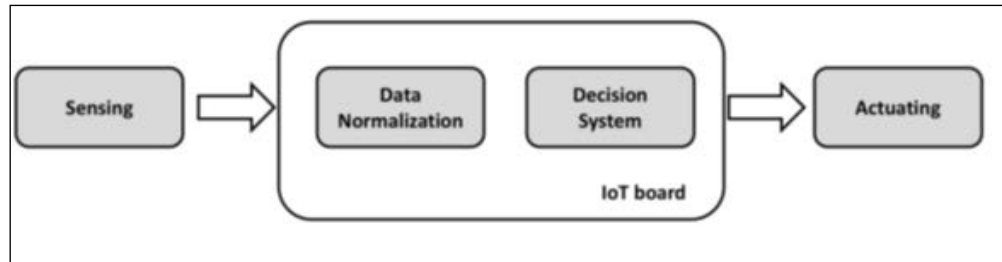 Sensing
Data
Normalization
Decision
System
Actuating
IoT board